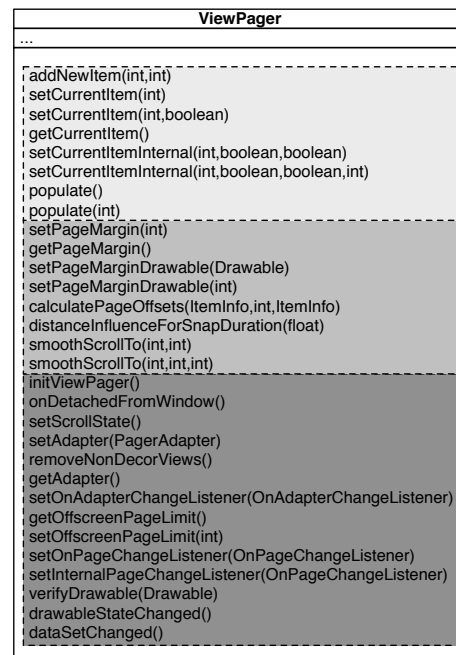 ViewPager
...
addNewItem(int,int)
setCurrentItem(int)
setCurrentItem(int,boolean)
getCurrentItem()
setCurrentItemInternal(int,boolean,boolean)
setCurrentItemInternal(int,boolean,boolean,int)
populate()
populate(int)
setPageMargin(int)
getPageMargin()
setPageMarginDrawable(Drawable)
setPageMarginDrawable(int)
calculatePageOffsets(ItemInfo,int,ItemInfo)
distanceInfluenceForSnapDuration(float)
smoothScrollTo(int,int)
smoothScrollTo(int,int,int)
initViewPager()
onDetachedFromWindow()
setScrollState()
setAdapter(PagerAdapter)
removeNonDecorViews()
getAdapter()
setOnAdapterChangeListener(OnAdapterChangeListener)
getOffscreenPageLimit()
setOffscreenPageLimit(int)
setOnPageChangeListener(OnPageChangeListener)
setInternalPageChangeListener(OnPageChangeListener)
verifyDrawable(Drawable)
drawableStateChanged()
dataSetChanged()